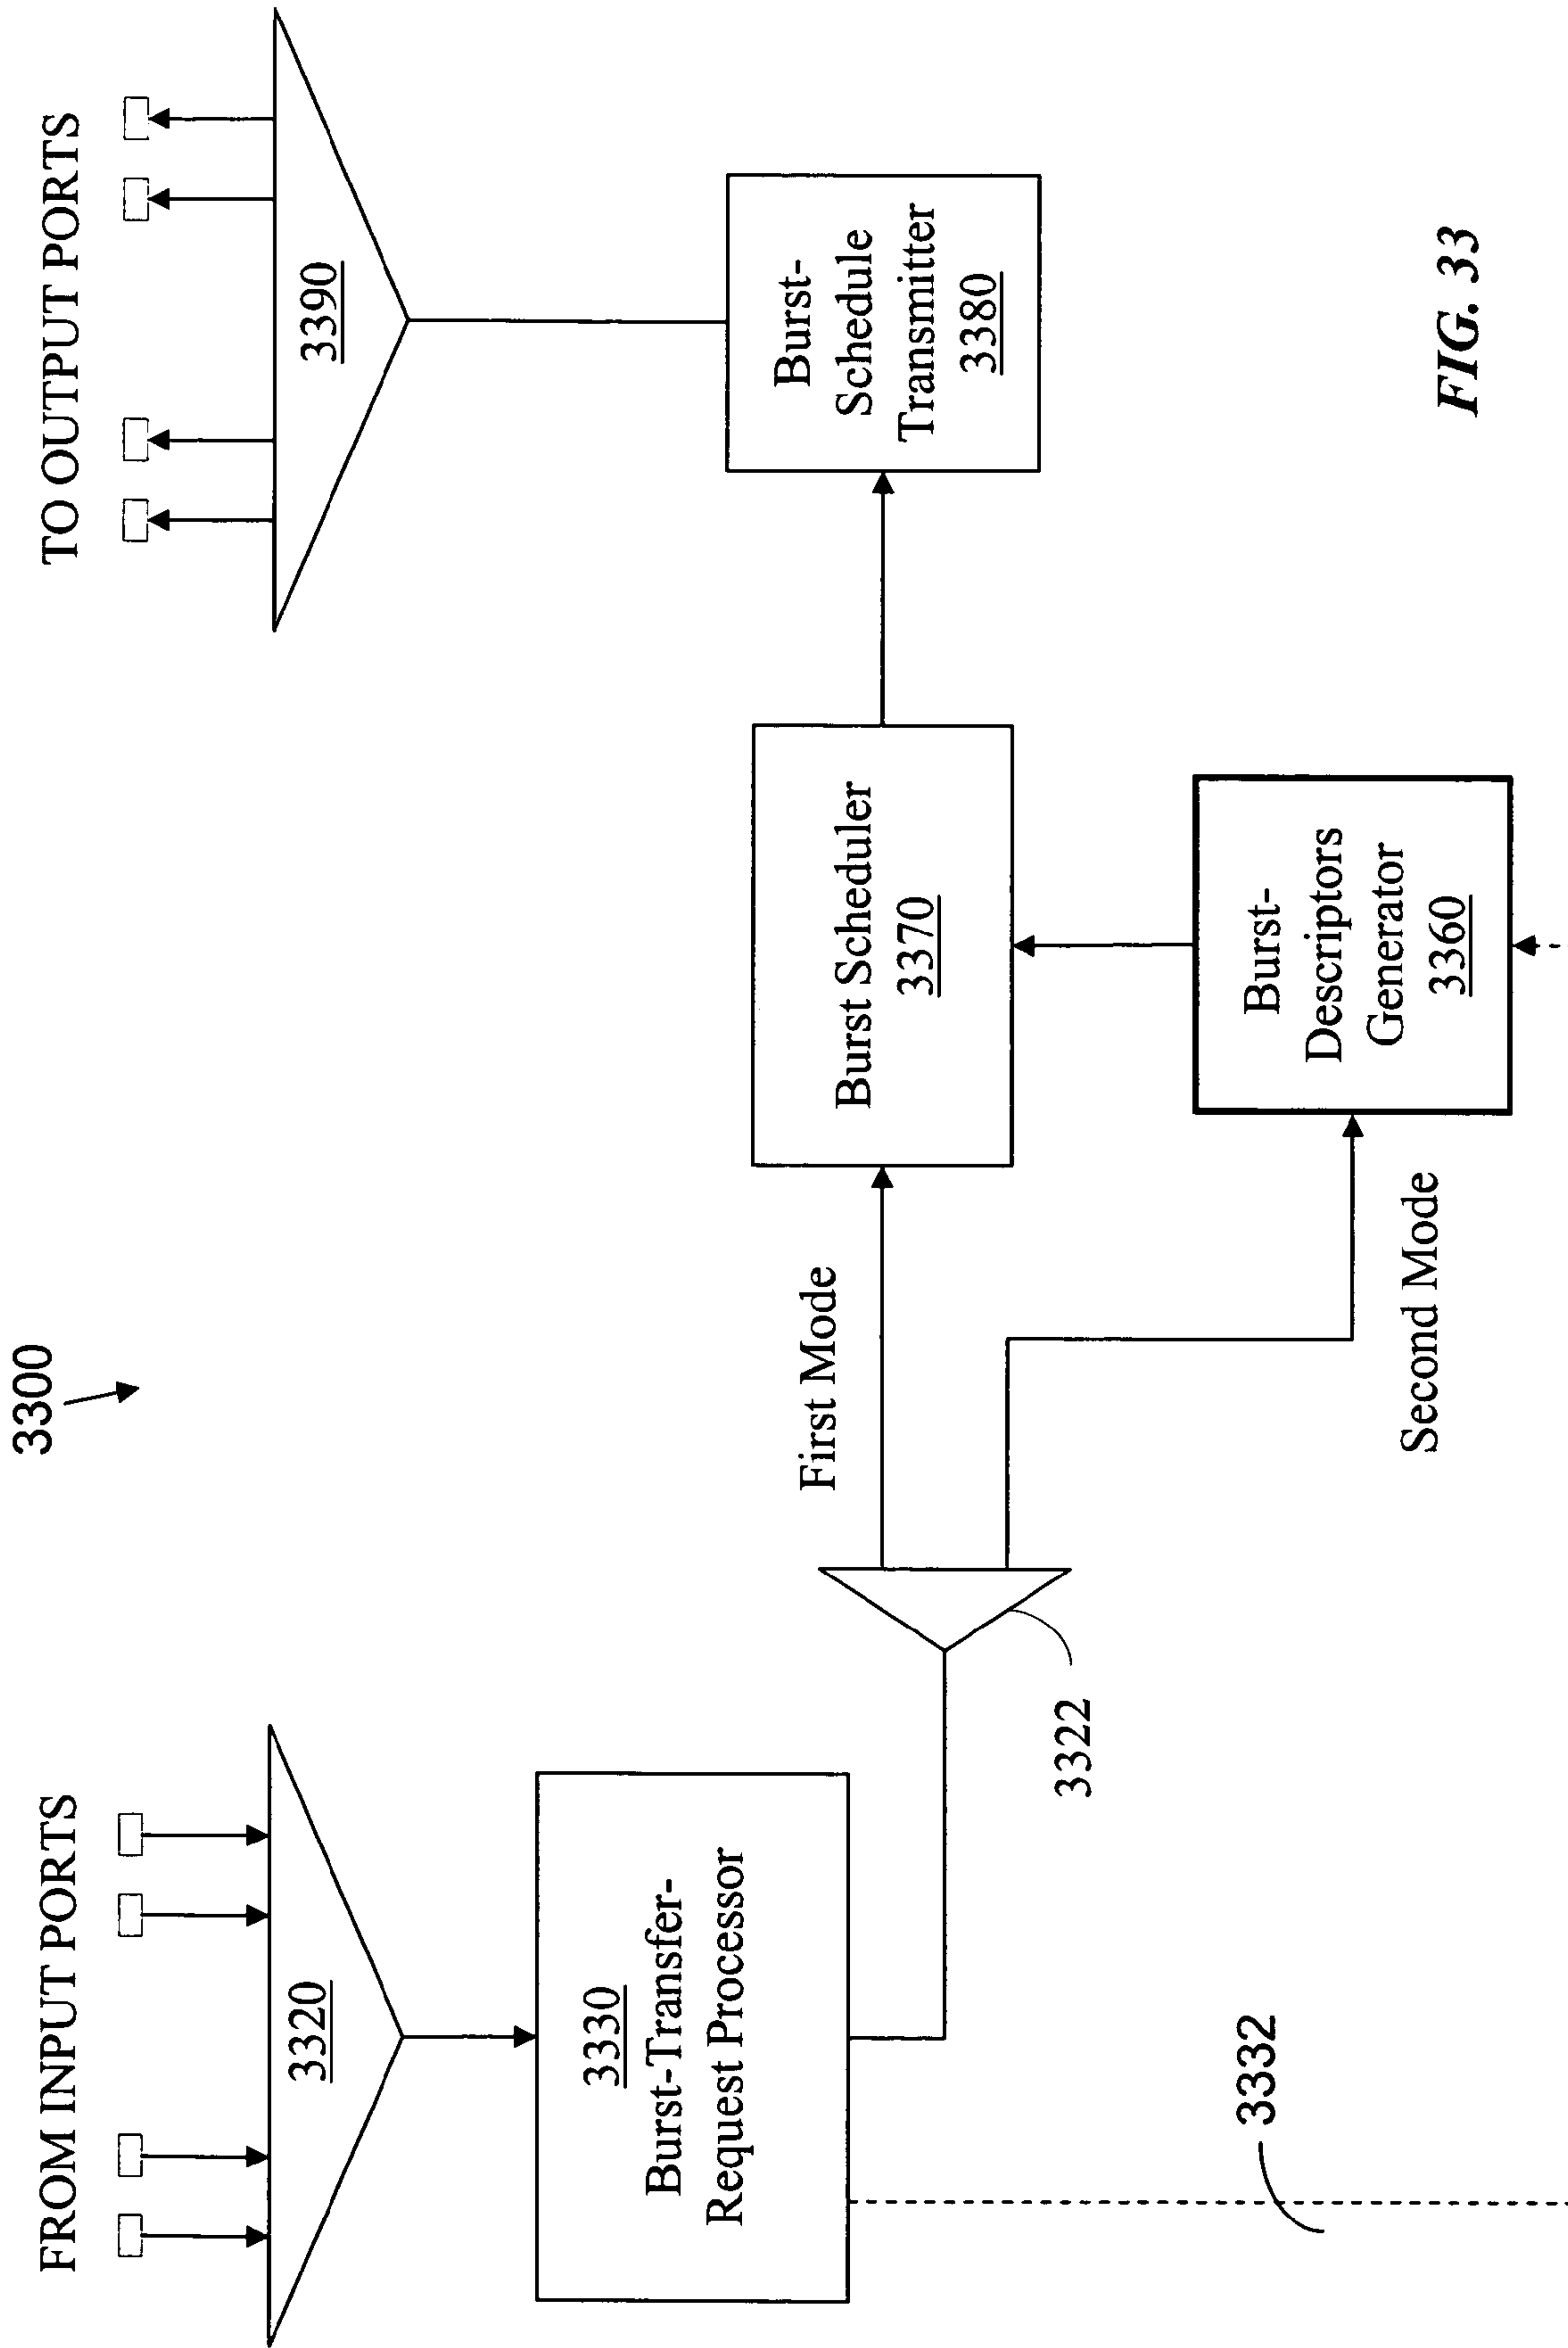 3300
FROM INPUT PORTS
TO OUTPUT PORTS
3320
3390
3330
Burst-Transfer-
Request Processor
First Mode
Burst Scheduler
3370
Burst-
Schedule
Transmitter
3380
3322
Second Mode
Burst-
Descriptors
Generator
3360
3332
FIG. 33